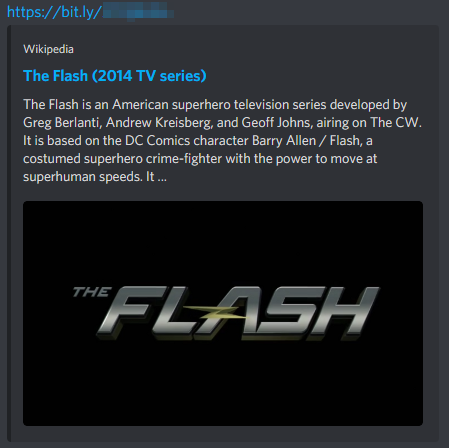 https://bit.ly/
Wikipedia
The Flash (2014 TV series)
The Flash is an American superhero television series developed by
Greg Berlanti, Andrew Kreisberg, and Geoff Johns, airing on The CW.
It is based on the DC Comics character Barry Allen / Flash, a
costumed superhero crime-fighter with the power to move at
superhuman speeds. It ...
THE FLASH